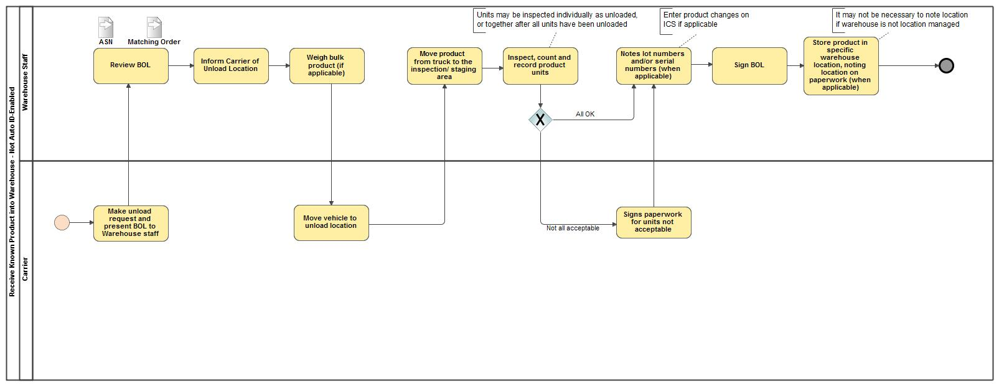 Receive Known Product into Warehouse - Not Auto ID-Enabled
Warehouse Staff
Carrier
ASN
Matching Order
Units may be inspected individually as unloaded,
or together after all units have been unloaded
Enter product changes on
ICS if applicable
It may not be necessary to note location
if warehouse is not location managed
Review BOL
Inform Carrier of
Unload Location
Weigh bulk
product (if
applicable)
Move product
from truck to the
inspection/ staging
area
Inspect, count and
record product
units
Notes lot numbers
and/or serial
numbers (when
applicable)
Sign BOL
Store product in
specific
warehouse
location, noting
location on
paperwork (when
applicable)
X
All OK
Not all acceptable
Make unload
request and
present BOL to
Warehouse staff
Move vehicle to
unload location
Signs paperwork
for units not
acceptable